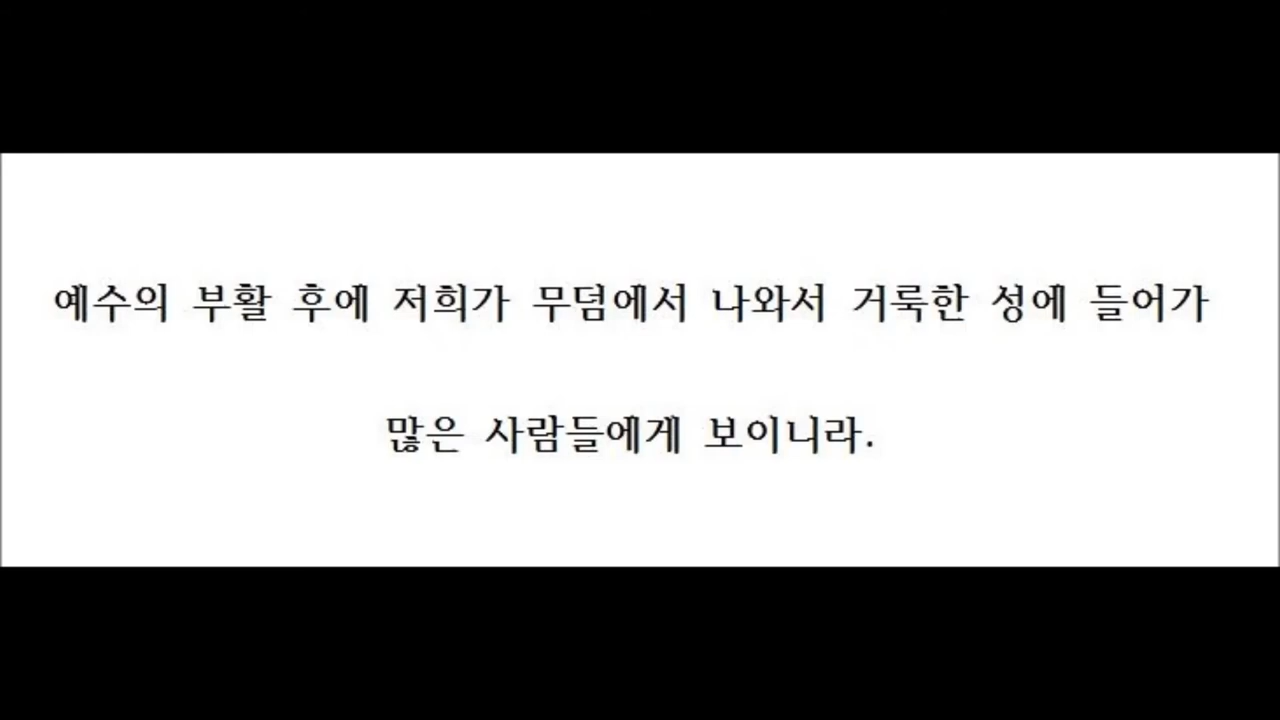 예수의 부활 후에 저희가 무덤에서 나와서 거룩한 성에 들어가
많은 사람들에게 보이니라.